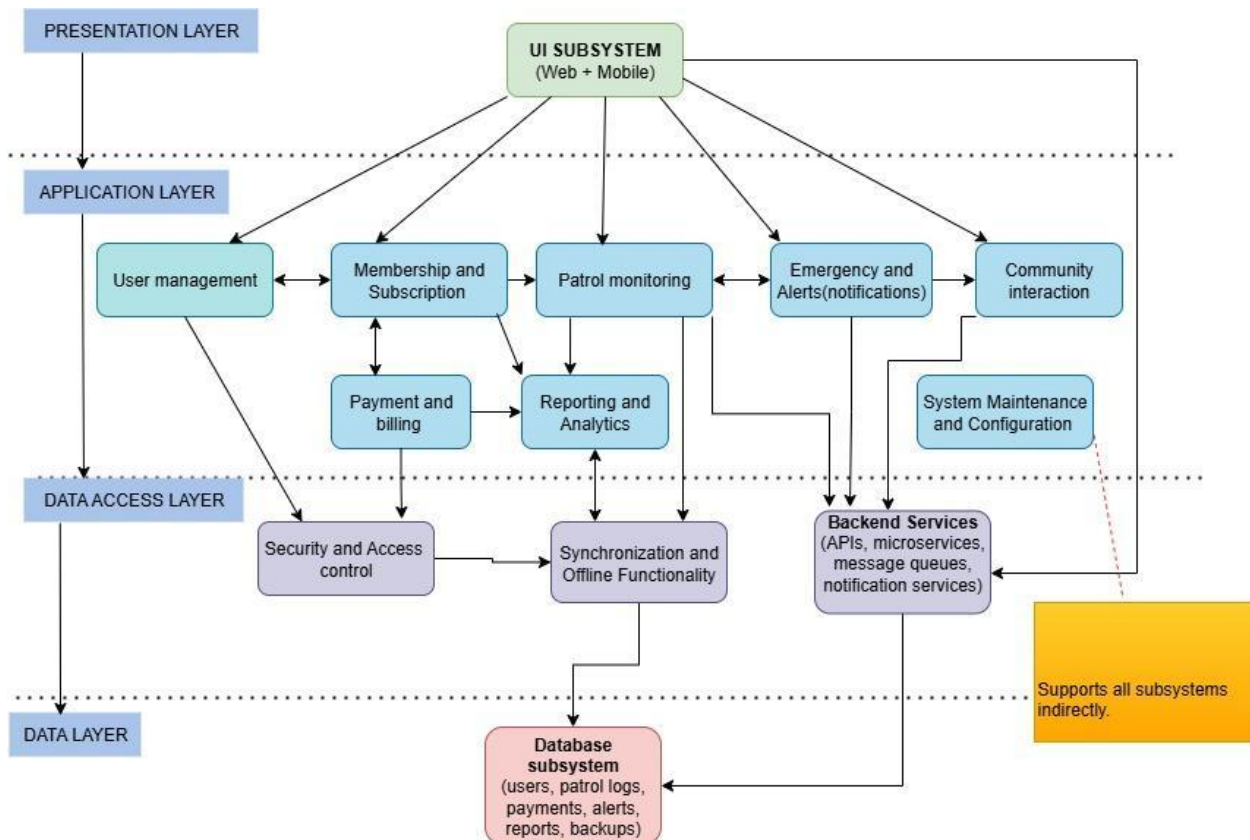 PRESENTATION LAYER
UI SUBSYSTEM
(Web + Mobile)
APPLICATION LAYER
User management
Membership and
Subscription
Patrol monitoring
Emergency and
Alerts(notifications)
Community
interaction
Payment and
billing
Reporting and
Analytics
System Maintenance
and Configuration
DATA ACCESS LAYER
Security and Access
control
Synchronization and
Offline Functionality
Backend Services
(APIs, microservices,
message queues,
notification services)
Supports all subsystems
indirectly.
DATA LAYER
Database
subsystem
(users, patrol logs,
payments, alerts,
reports, backups)